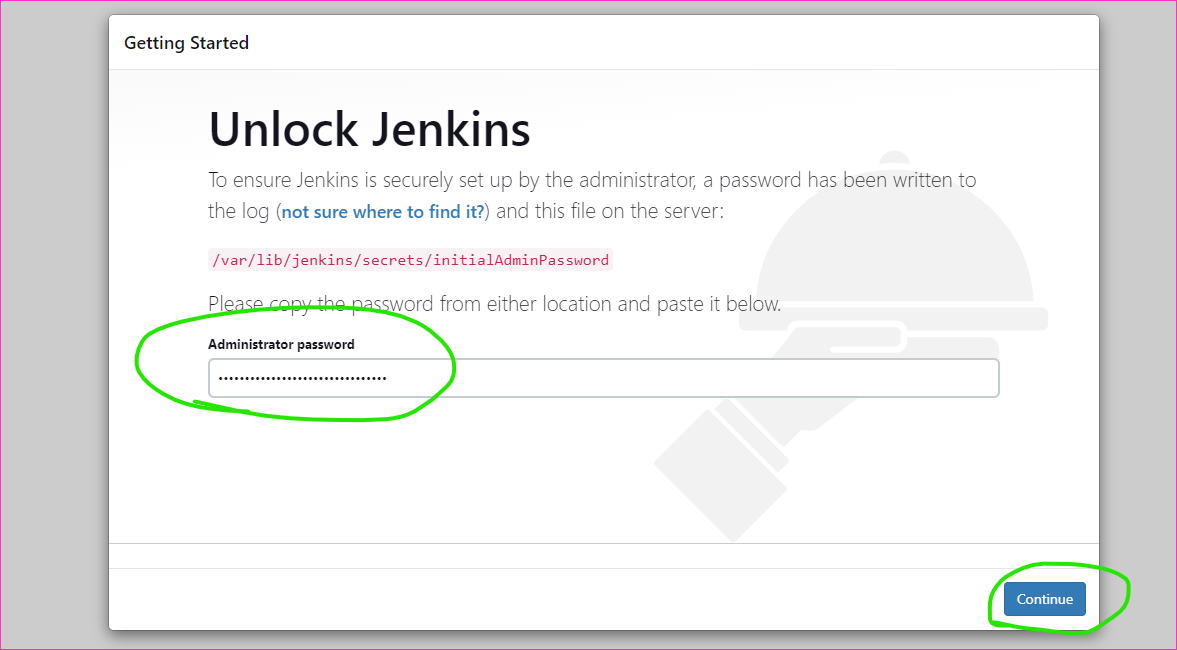 Getting Started
Unlock Jenkins
To ensure Jenkins is securely set up by the administrator, a password has been written to
the log (not sure where to find it?) and this file on the server:
/var/lib/jenkins/secrets/initialAdminPassword
Please copy the password from either location and paste it below.
Administrator password
••••••••••••••••••••••••••••••••
Continue